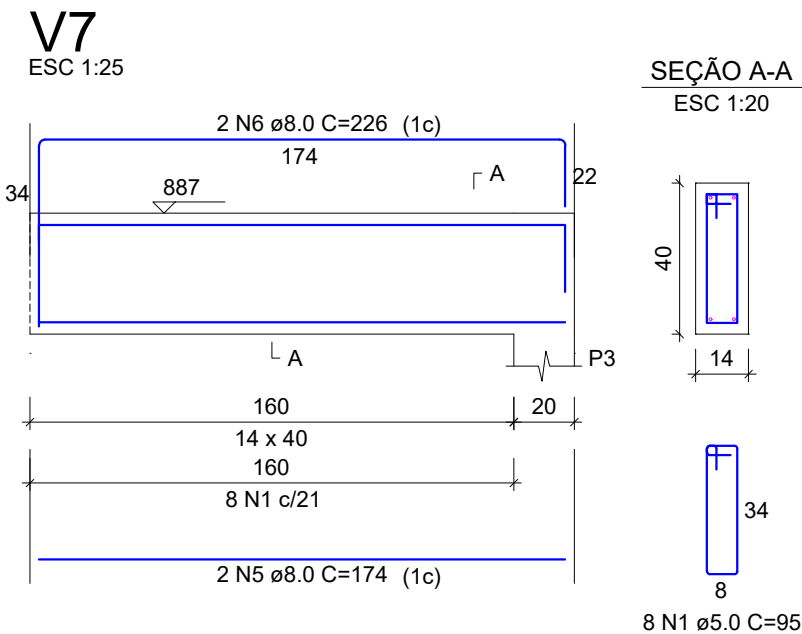 V7
ESC 1:25
SEÇÃO A-A
ESC 1:20
2 N6 ø8.0 C=226 (1c)
174
A
34
887
22
40
A
P3
14
160
20
14 x 40
160
8 N1 c/21
34
2 N5 ø8.0 C=174 (1c)
8
8 N1 ø5.0 C=95